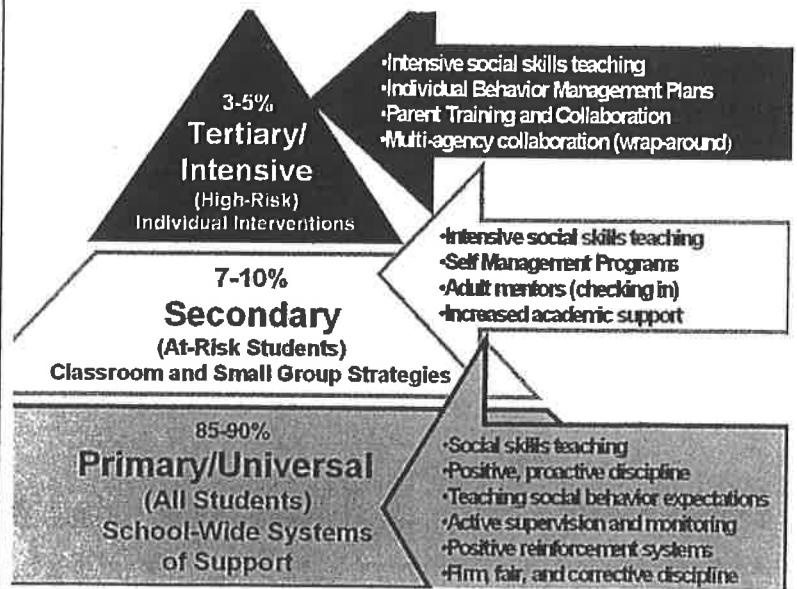 3-5%
Tertiary/
Intensive
(High-Risk)
Individual Interventions
•Intensive social skills teaching
•Individual Behavior Management Plans
•Parent Training and Collaboration
•Multi-agency collaboration (wrap-around)
7-10%
Secondary
(At-Risk Students)
Classroom and Small Group Strategies
•Intensive social skills teaching
•Self Management Programs
•Adult mentors (checking in)
•Increased academic support
85-90%
Primary/Universal
(All Students)
School-Wide Systems
of Support
•Social skills teaching
•Positive, proactive discipline
•Teaching social behavior expectations
•Active supervision and monitoring
•Positive reinforcement systems
•Firm, fair, and corrective discipline